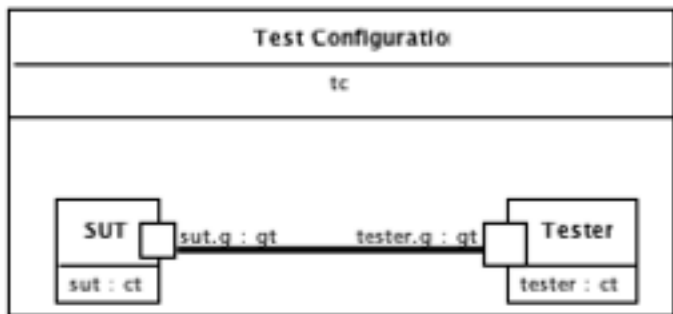 Test Configuratio
tc
SUT
sut.g : gt
tester.g : gt
Tester
sut : ct
tester : ct